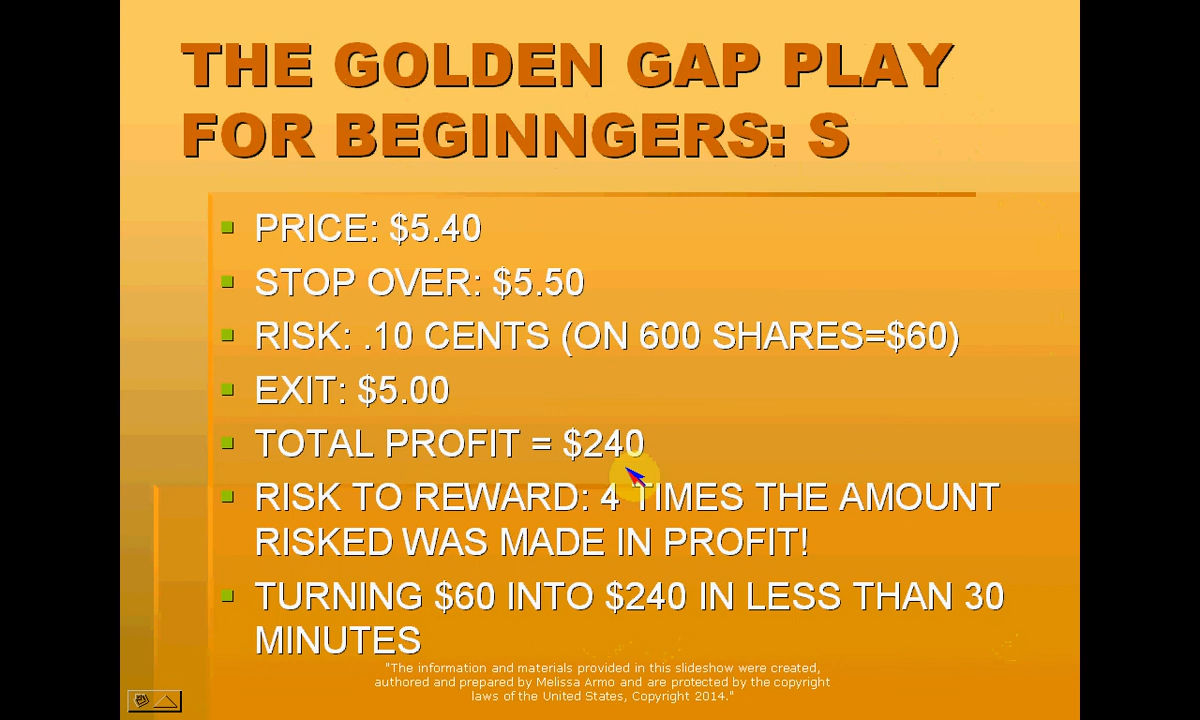 THE GOLDEN GAP PLAY
FOR BEGINNGERS: S
PRICE: $5.40
STOP OVER: $5.50
RISK: .10 CENTS (ON 600 SHARES=$60)
EXIT: $5.00
TOTAL PROFIT = $240
RISK TO REWARD: 4 TIMES THE AMOUNT
RISKED WAS MADE IN PROFIT!
TURNING $60 INTO $240 IN LESS THAN 30
MINUTES
"The information and materials provided in this slideshow were created,
authored and prepared by Melissa Armo and are protected by the copyright
laws of the United States, Copyright 2014."